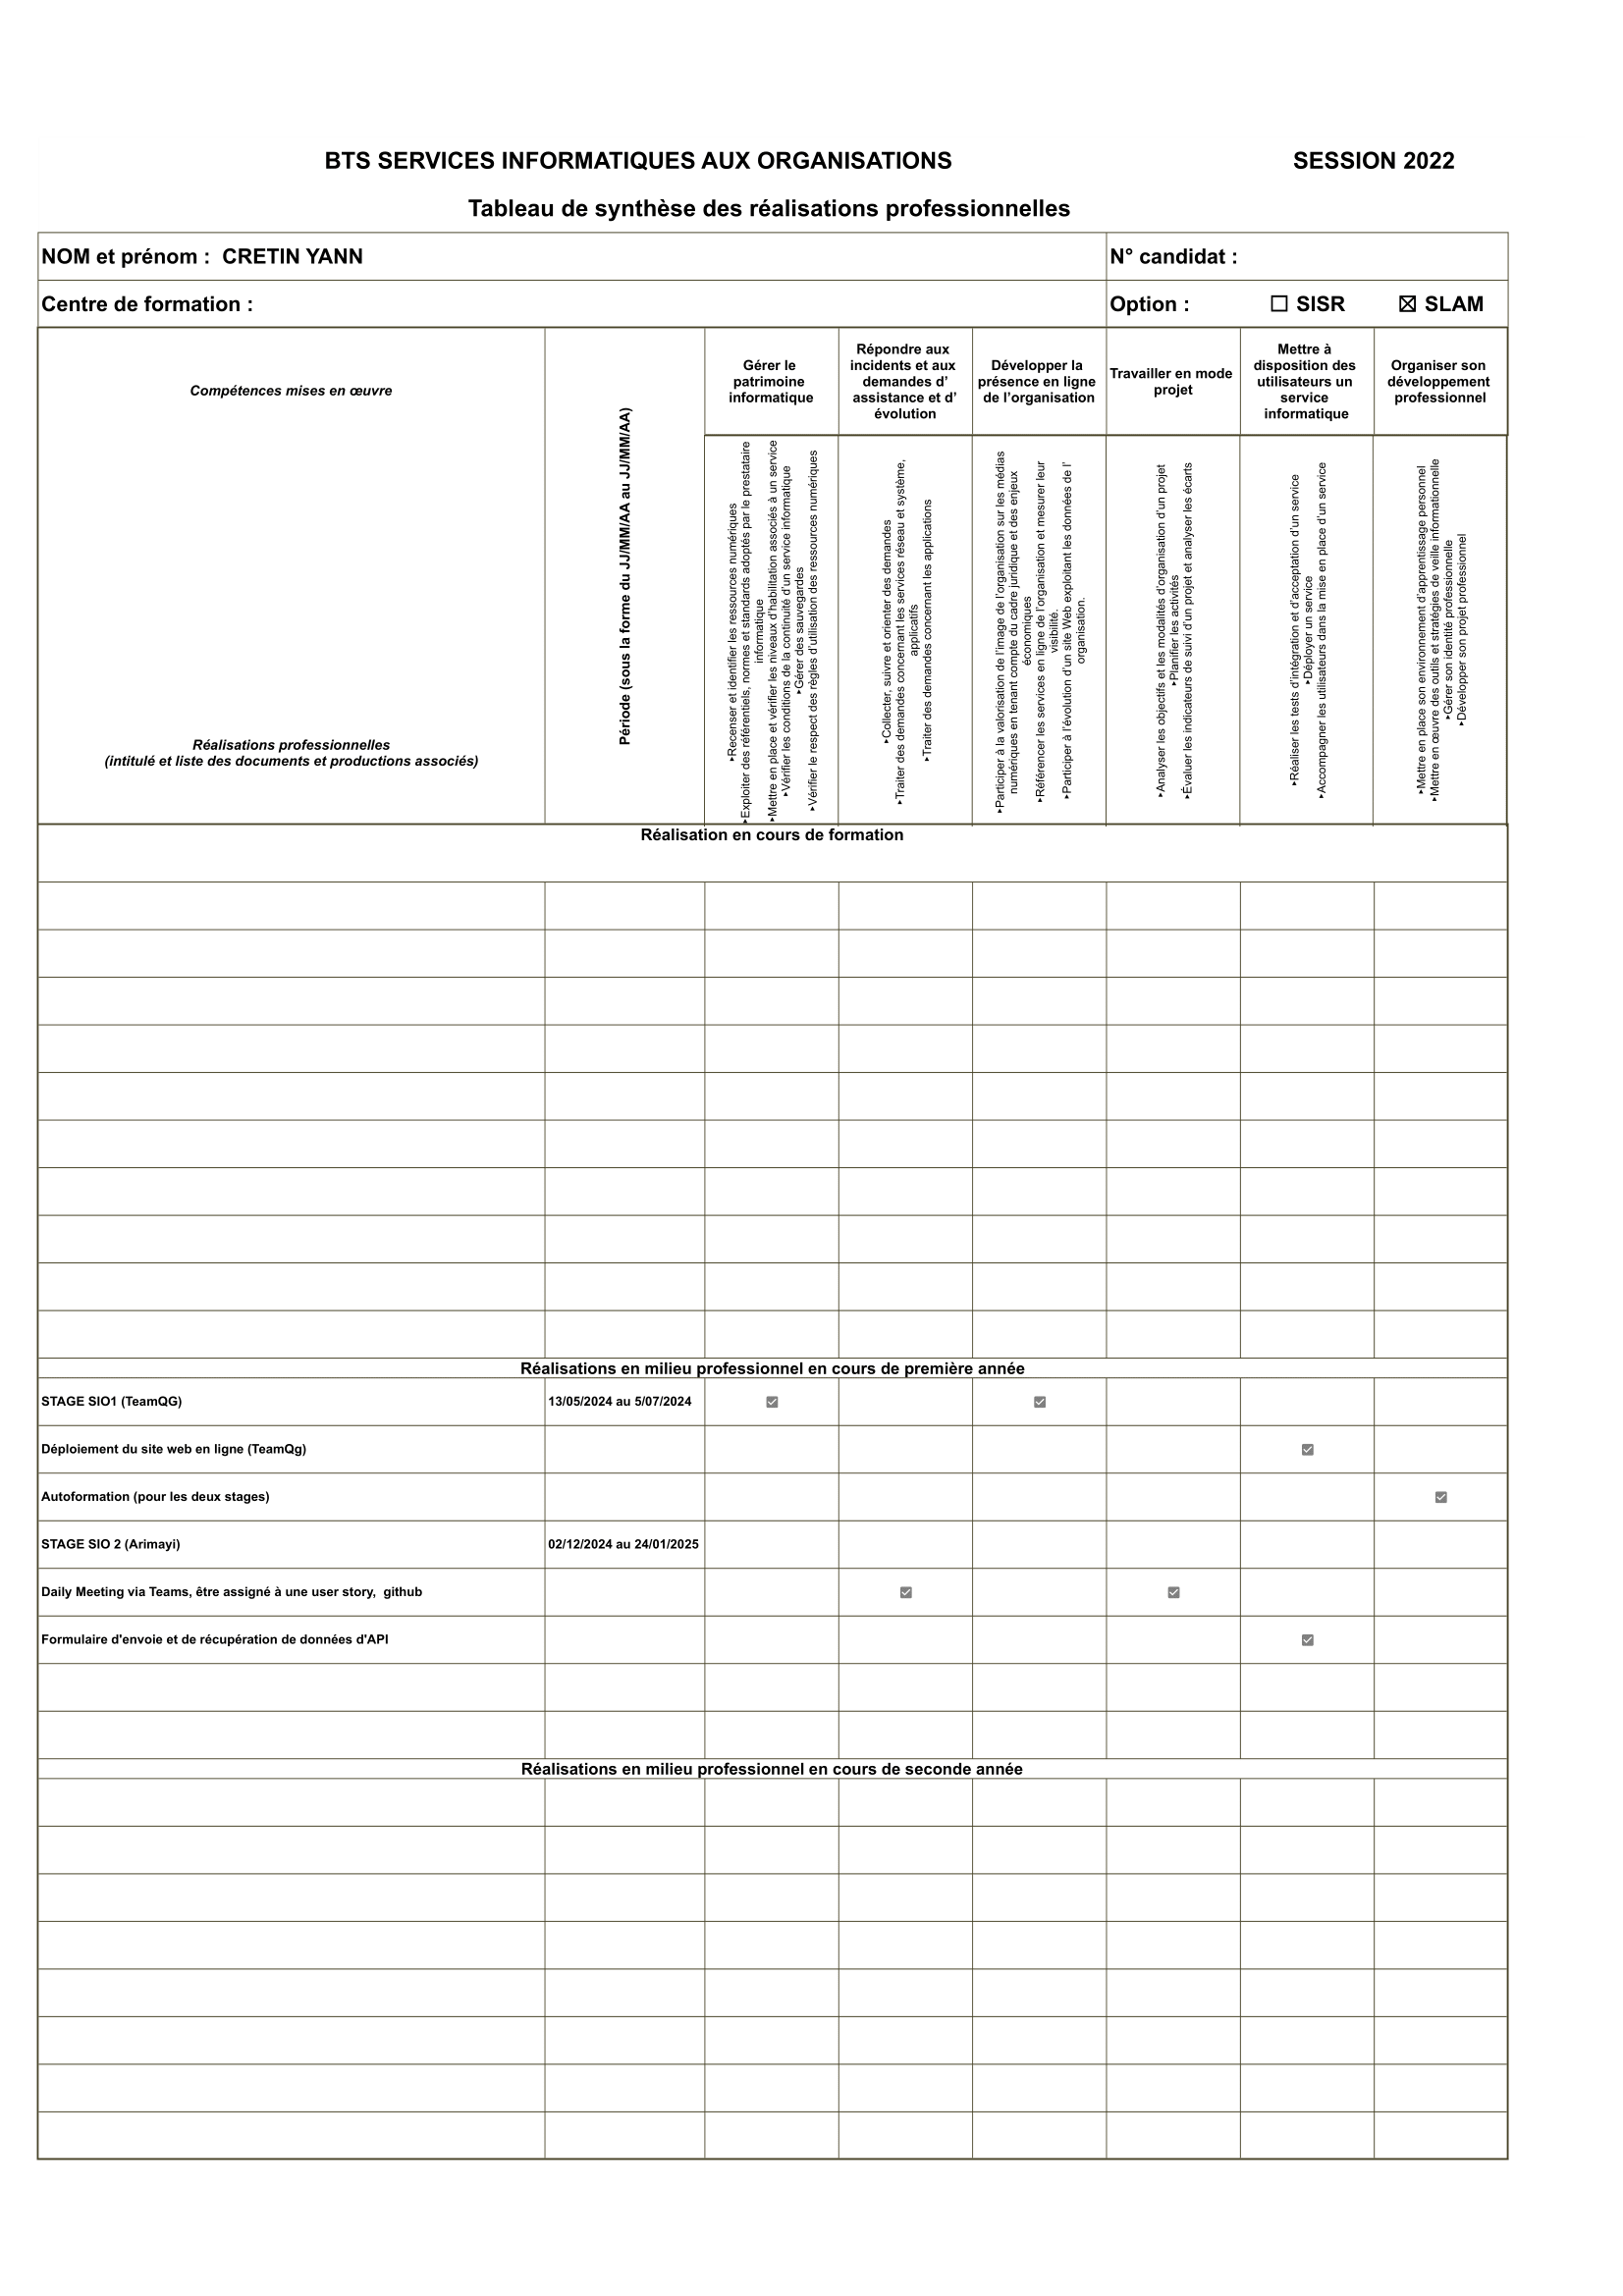 BTS SERVICES INFORMATIQUES AUX ORGANISATIONS
SESSION 2022
Tableau de synthèse des réalisations professionnelles
NOM et prénom : CRETIN YANN
N° candidat :
Centre de formation :
Option :
☐ SISR
☒ SLAM
Compétences mises en œuvre
Réalisations professionnelles
(intitulé et liste des documents et productions associés)
Période (sous la forme du JJ/MM/AA au JJ/MM/AA)
Gérer le
patrimoine
informatique
Répondre aux
incidents et aux
demandes d’
assistance et d’
évolution
Développer la
présence en ligne
de l’organisation
Travailler en mode
projet
Mettre à
disposition des
utilisateurs un
service
informatique
Organiser son
développement
professionnel
‣Recenser et identifier les ressources numériques
‣Exploiter des référentiels, normes et standards adoptés par le prestataire
informatique
‣Mettre en place et vérifier les niveaux d’habilitation associés à un service
‣Vérifier les conditions de la continuité d’un service informatique
‣Gérer des sauvegardes
‣Vérifier le respect des règles d’utilisation des ressources numériques
‣Collecter, suivre et orienter des demandes
‣Traiter des demandes concernant les services réseau et système,
applicatifs
‣Traiter des demandes concernant les applications
‣Participer à la valorisation de l’image de l’organisation sur les médias
numériques en tenant compte du cadre juridique et des enjeux
économiques
‣Référencer les services en ligne de l’organisation et mesurer leur
visibilité.
‣Participer à l’évolution d’un site Web exploitant les données de l’
organisation.
‣Analyser les objectifs et les modalités d’organisation d’un projet
‣Planifier les activités
‣Évaluer les indicateurs de suivi d’un projet et analyser les écarts
‣Réaliser les tests d’intégration et d’acceptation d’un service
‣Déployer un service
‣Accompagner les utilisateurs dans la mise en place d’un service
‣Mettre en place son environnement d’apprentissage personnel
‣Mettre en œuvre des outils et stratégies de veille informationnelle
‣Gérer son identité professionnelle
‣Développer son projet professionnel
Réalisation en cours de formation
Réalisations en milieu professionnel en cours de première année
STAGE SIO1 (TeamQG)
13/05/2024 au 5/07/2024
Déploiement du site web en ligne (TeamQg)
Autoformation (pour les deux stages)
STAGE SIO 2 (Arimayi)
02/12/2024 au 24/01/2025
Daily Meeting via Teams, être assigné à une user story, github
Formulaire d'envoie et de récupération de données d'API
Réalisations en milieu professionnel en cours de seconde année